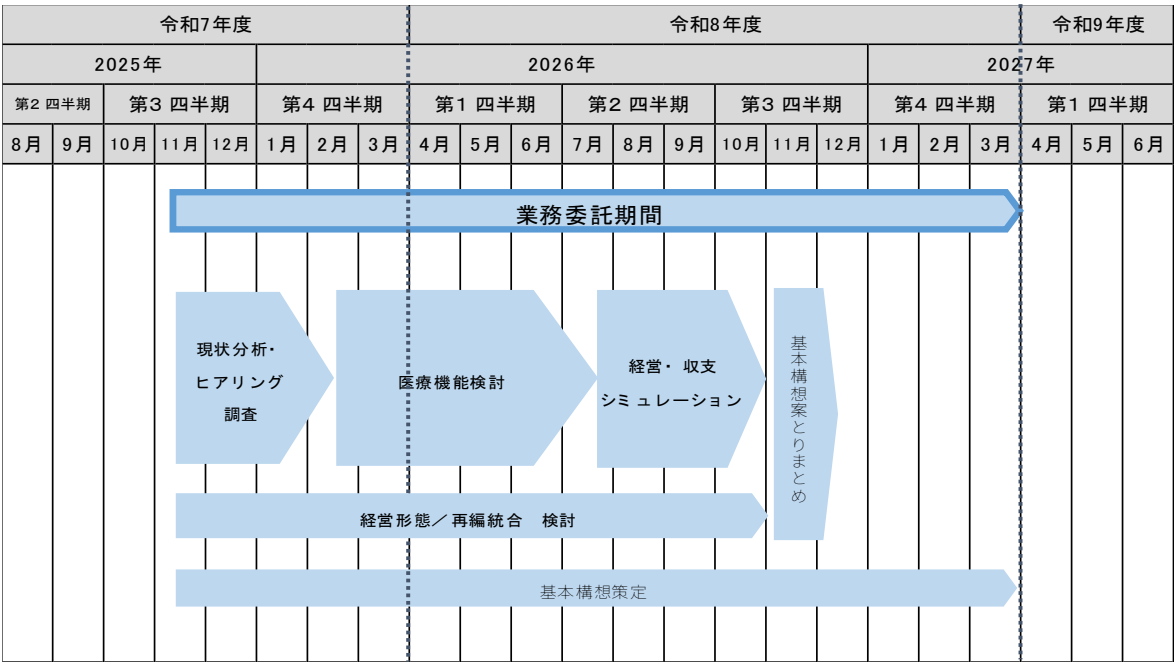 令和7年度 令和8年度 令和9年度
2025年 2026年 2027年
第2四半期 第3四半期 第4四半期 第1四半期 第2四半期 第3四半期 第4四半期 第1四半期
8月 9月 10月 11月 12月 1月 2月 3月 4月 5月 6月 7月 8月 9月 10月 11月 12月 1月 2月 3月 4月 5月 6月
業務委託期間
現状分析・
ヒアリング
調査
医療機能検討
経営・収支
シミュレーション
基本構想案とりまとめ
経営形態／再編統合 検討
基本構想策定